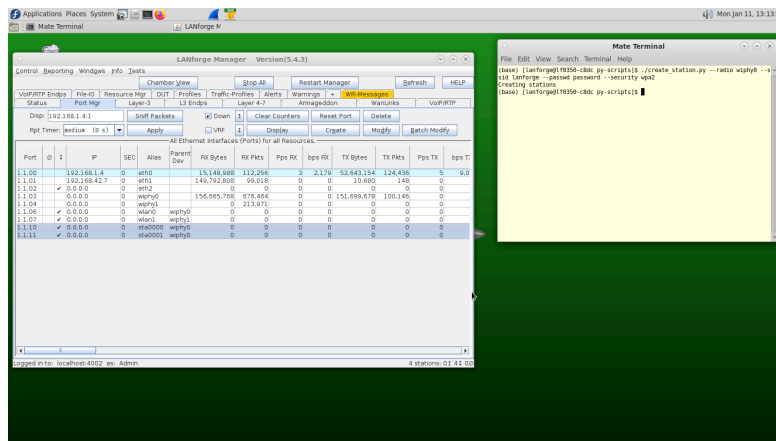 Applications Places System Mon Jan 11, 13:13:
Mate Terminal LANforge M
LANforge Manager Version(5.4.3)
Control Reporting Windows Info Tests
Chamber View Stop All Restart Manager Refresh HELP
VoIP/RTP Endps File-IO Resource Mgr DUT Profiles Traffic-Profiles Alerts Warnings + Wifi-Messages
Status Port Mgr Layer-3 L3 Endps Layer 4-7 Armageddon WanLinks VoIP/RTP
Disp: 192.168.1.4:1 Sniff Packets Down Clear Counters Reset Port Delete
Rpt Timer: medium (8 s) Apply VRF Display Create Modify Batch Modify
All Ethernet Interfaces (Ports) for all Resources.
Port IP SEC Alias Parent Dev RX Bytes RX Pkts Pps RX bps RX TX Bytes TX Pkts Pps TX bps T
1.1.00 192.168.1.4 0 eth0 15,148,988 112,256 3 2,179 52,643,154 124,436 5 9,0
1.1.01 192.168.42.7 0 eth1 149,792,808 99,018 0 0 10,680 148 0
1.1.02 ✔ 0.0.0.0 0 eth2 0 0 0 0 0 0 0
1.1.03 0.0.0.0 0 wiphy0 156,665,768 676,464 0 0 151,699,678 100,146 0
1.1.04 0.0.0.0 0 wiphy1 0 213,971 0 0 0 0 0
1.1.06 ✔ 0.0.0.0 0 wlan0 wiphy0 0 0 0 0 0 0 0
1.1.07 ✔ 0.0.0.0 0 wlan1 wiphy1 0 0 0 0 0 0 0
1.1.10 ✔ 0.0.0.0 0 sta0000 wiphy0 0 0 0 0 0 0 0
1.1.11 ✔ 0.0.0.0 0 sta0001 wiphy0 0 0 0 0 0 0 0
Logged in to: localhost:4002 as: Admin 4 stations: 0↑ 4↧
Mate Terminal
File Edit View Search Terminal Help
(base) [lanforge@lf0350-c8dc py-scripts]$ ./create_station.py --radio wiphy0 --s
sid lanforge --passwd password --security wpa2
Creating stations
(base) [lanforge@lf0350-c8dc py-scripts]$